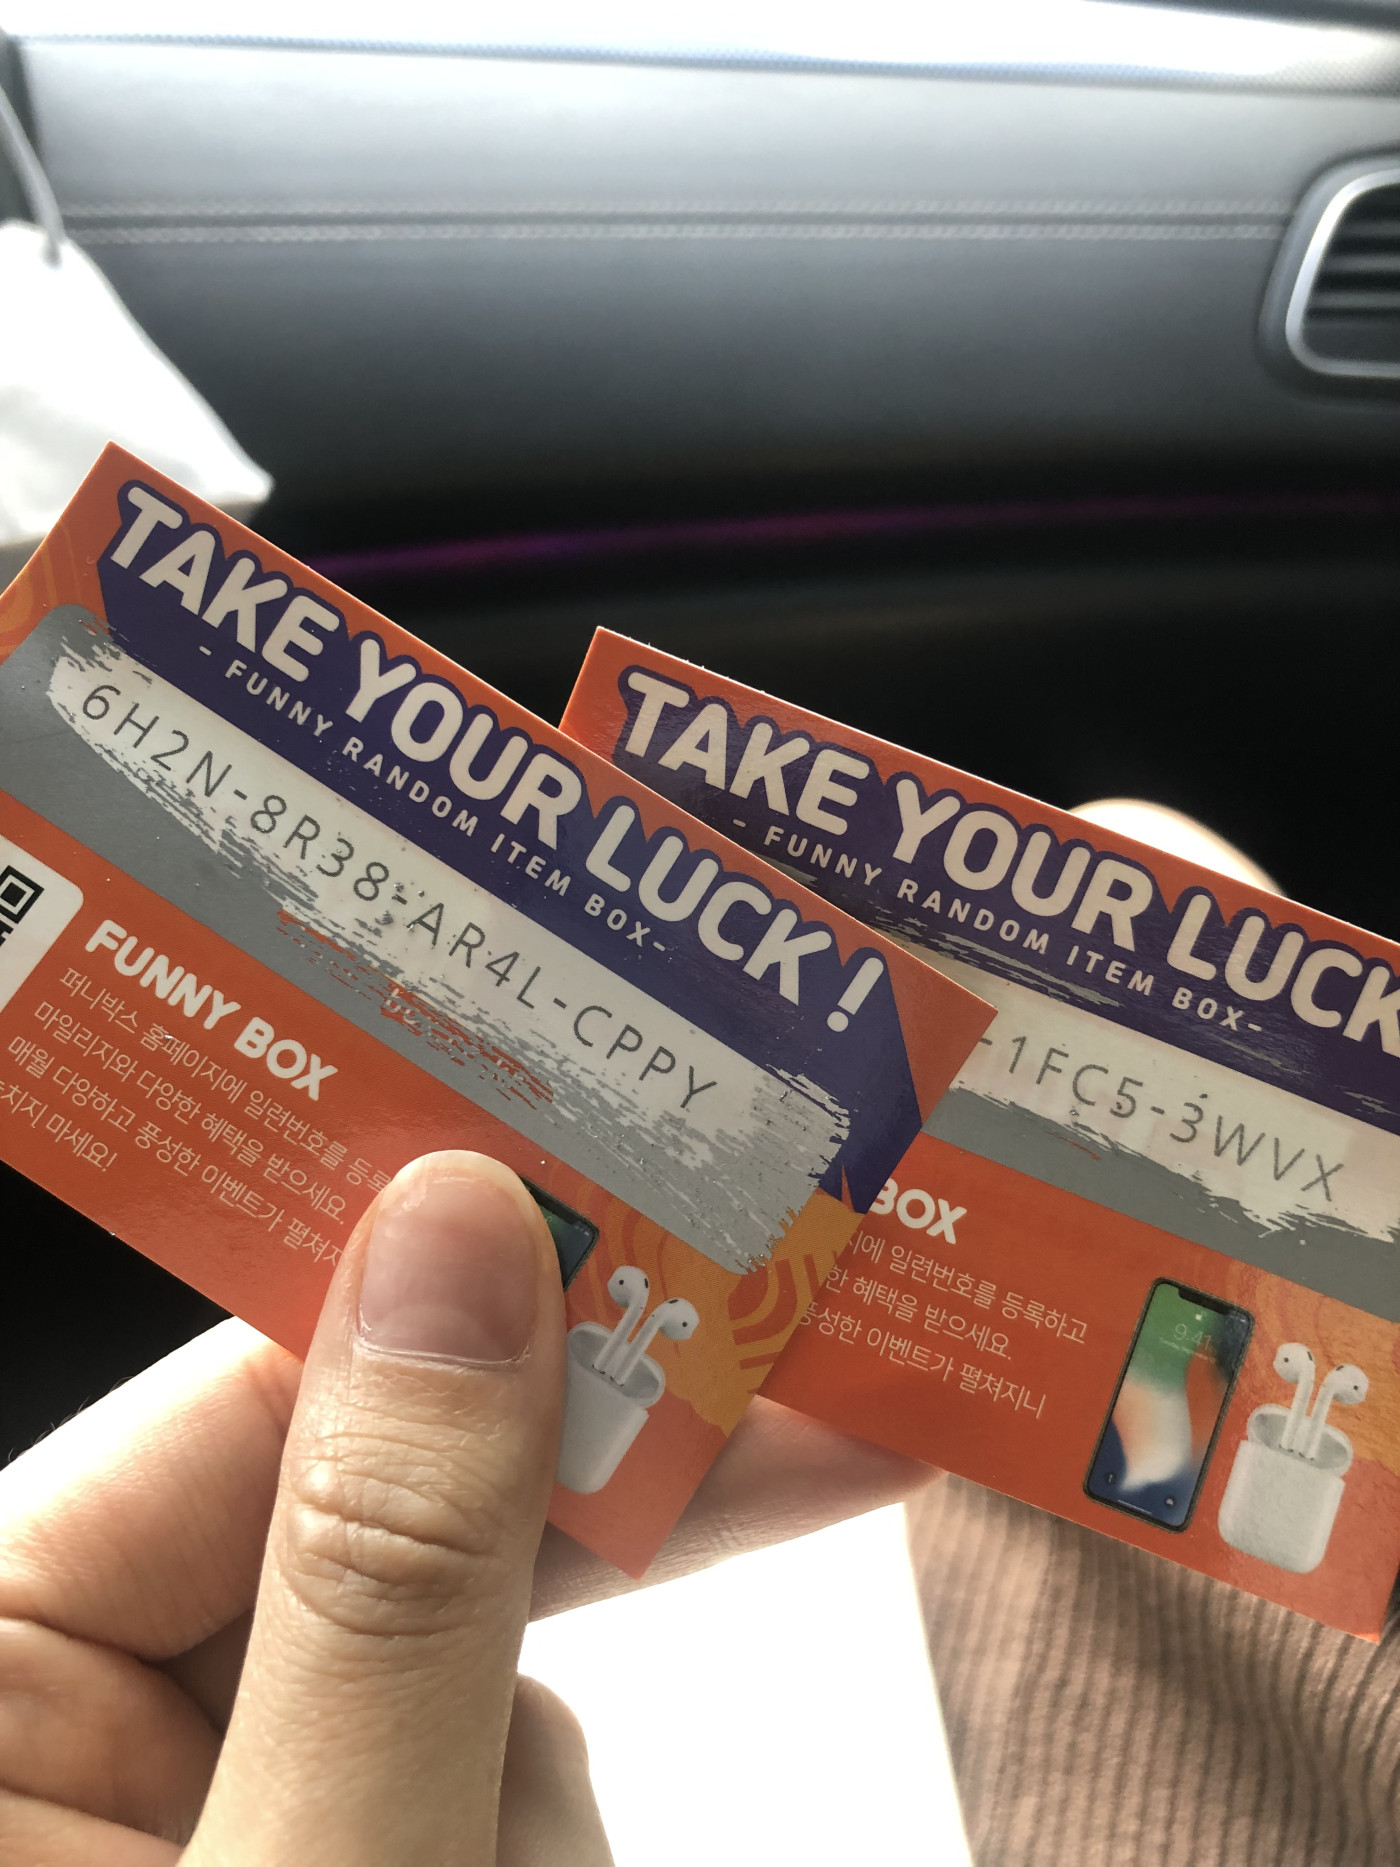 TAKE YOUR LUCK!
- FUNNY RANDOM ITEM BOX-
6H2N-8R38-AR4L-CPPY
FUNNY BOX
퍼니박스 홈페이지에 일련번호를 등록
마일리지와 다양한 혜택을 받으세요.
매월 다양하고 풍성한 이벤트가 펼쳐지
마세요!
TAKE YOUR LUCK
- FUNNY RANDOM ITEM BOX-
-1FC5-3WVX
BOX
에 일련번호를 등록하고
한 혜택을 받으세요.
풍성한 이벤트가 펼쳐지니
9:41